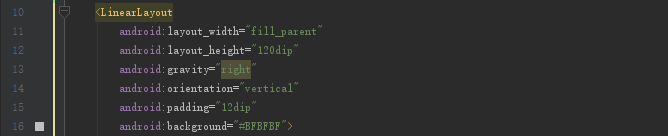 10 <LinearLayout
11 android:layout_width="fill_parent"
12 android:layout_height="120dip"
13 android:gravity="right"
14 android:orientation="vertical"
15 android:padding="12dip"
16 android:background="#BFBFBF">